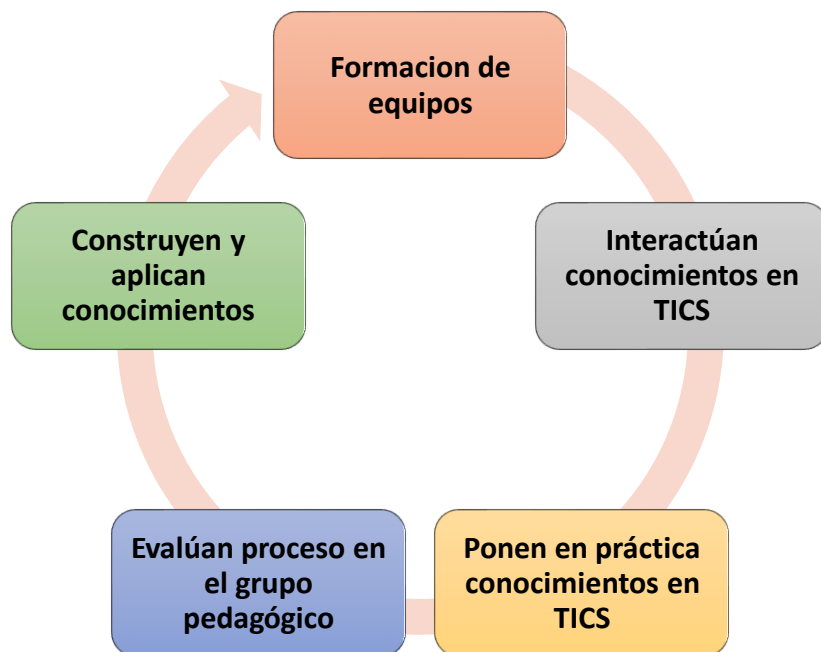 Formacion de
equipos
Interactúan
conocimientos en
TICS
Ponen en práctica
conocimientos en
TICS
Evalúan proceso en
el grupo
pedagógico
Construyen y
aplican
conocimientos